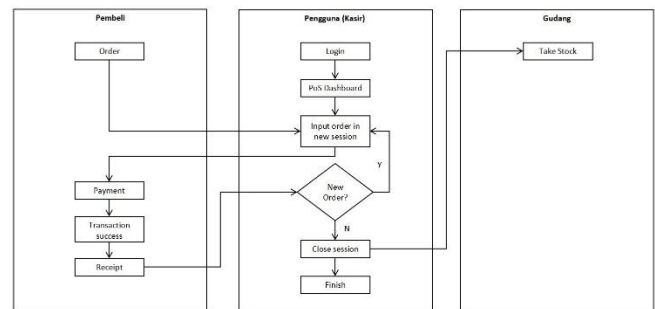 Pembeli
Order
Payment
Transaction
success
Receipt
Pengguna (Kasir)
Login
PoS Dashboard
Input order in
new session
Y
New
Order?
N
Close session
Finish
Gudang
Take Stock